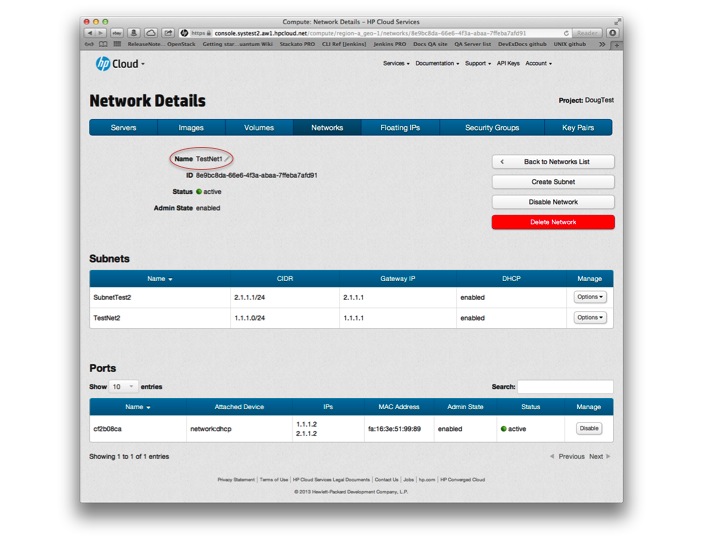 Compute: Network Details – HP Cloud Services
https console.systest2.aw1.hpcloud.net/compute/region-a_geo-1/networks/8e9bc8da-66e6-4f3a-abaa-7ffeba7afd91 Reader
ReleaseNote... OpenStack Getting star...uantum Wiki Stackato PRO CLI Ref [Jenkins] Jenkins PRO Docs QA site QA Server list DevExDocs github UNIX github
hp Cloud Services Documentation Support API Keys Account
Network Details
Project: DougTest
Servers Images Volumes Networks Floating IPs Security Groups Key Pairs
Name TestNet1
Back to Networks List
ID 8e9bc8da-66e6-4f3a-abaa-7ffeba7afd91
Create Subnet
Status active
Disable Network
Admin State enabled
Delete Network
Subnets
Name CIDR Gateway IP DHCP Manage
SubnetTest2 2.1.1.1/24 2.1.1.1 enabled Options
TestNet2 1.1.1.0/24 1.1.1.1 enabled Options
Ports
Show 10 entries Search:
Name Attached Device IPs MAC Address Admin State Status Manage
cf2b08ca network:dhcp 1.1.1.2 fa:16:3e:51:99:89 enabled active Disable
2.1.1.2
Showing 1 to 1 of 1 entries Previous Next
Privacy Statement | Terms of Use | HP Cloud Services Legal Documents | Contact Us | Jobs | hp.com | HP Converged Cloud
© 2013 Hewlett-Packard Development Company, L.P.